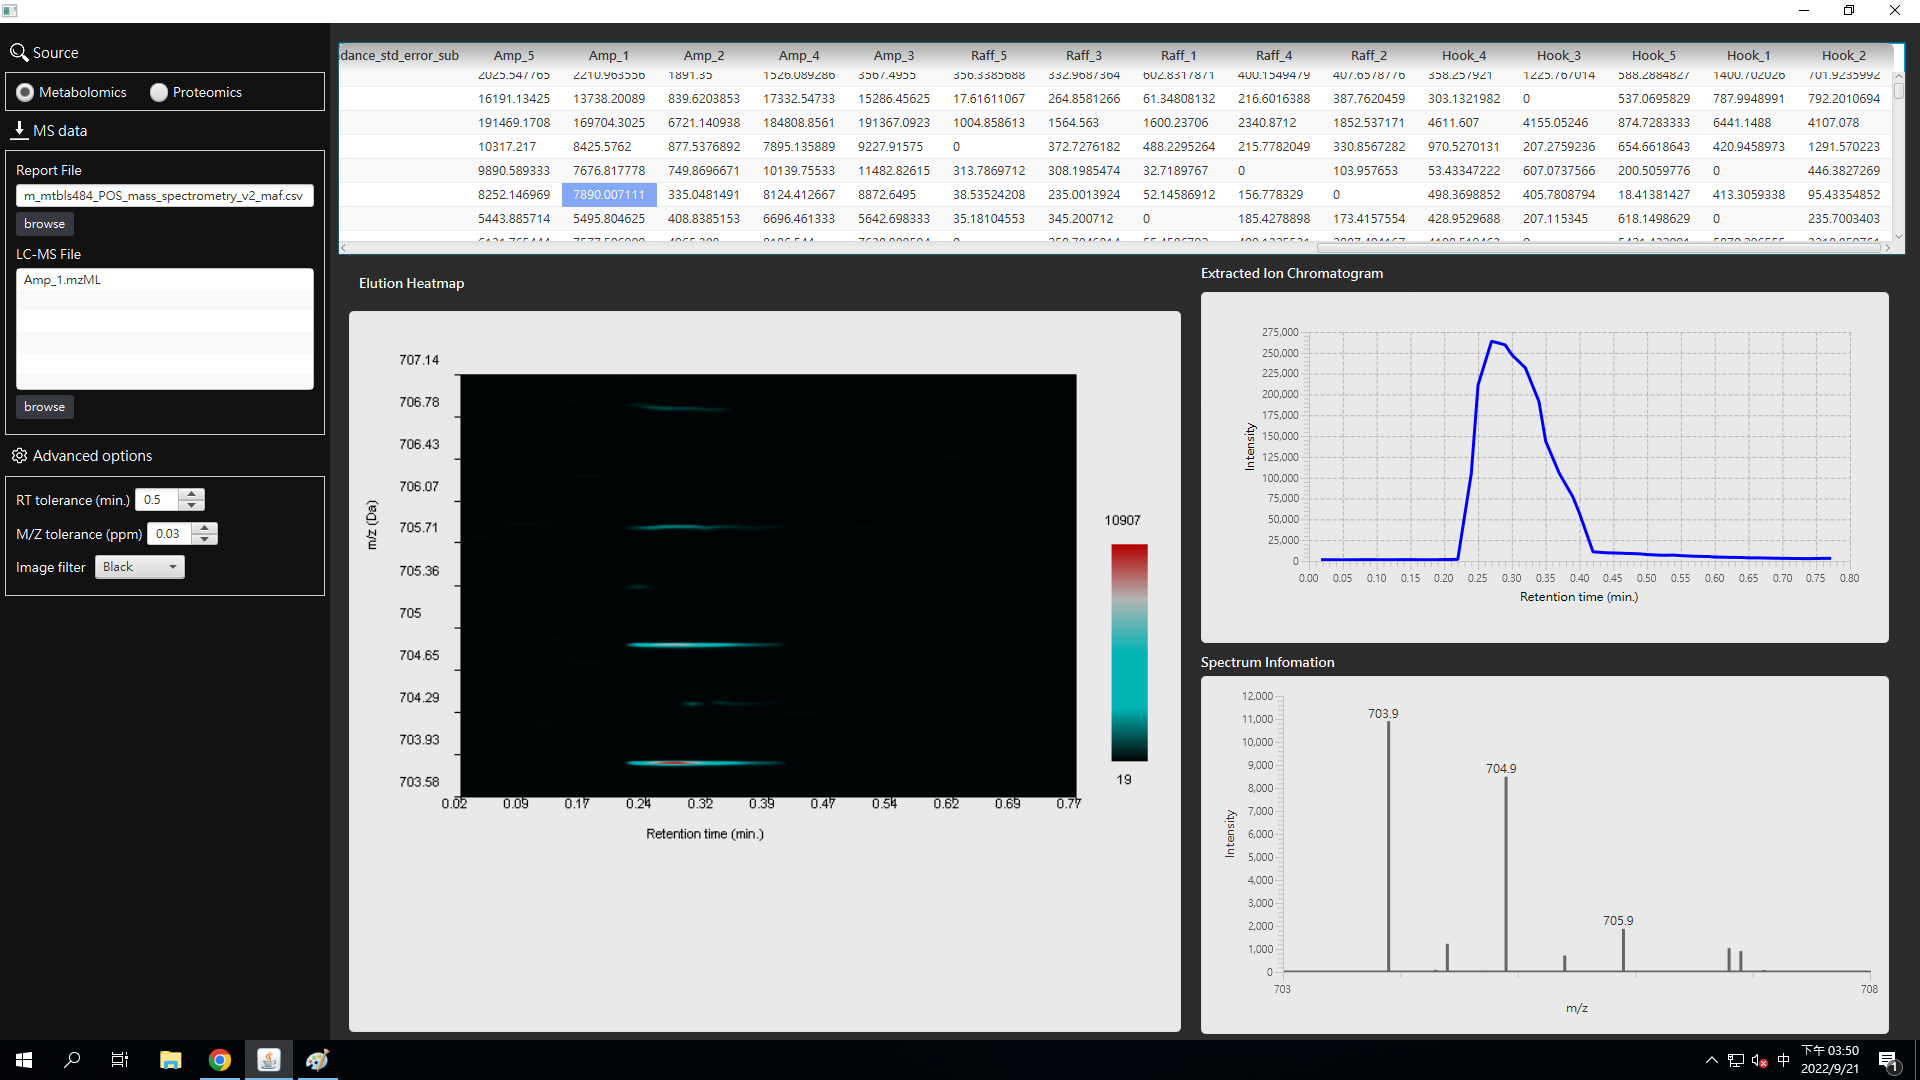 Source
Metabolomics Proteomics
MS data
Report File
m_mtbls484_POS_mass_spectrometry_v2_maf.csv
browse
LC-MS File
Amp_1.mzML
browse
Advanced options
RT tolerance (min.) 0.5
M/Z tolerance (ppm) 0.03
Image filter Black
dance_std_error_sub Amp_5 Amp_1 Amp_2 Amp_4 Amp_3 Raff_5 Raff_3 Raff_1 Raff_4 Raff_2 Hook_4 Hook_3 Hook_5 Hook_1 Hook_2
2025.547765 2210.963556 1891.35 1526.089286 3567.4955 356.3385688 332.9687364 602.8317871 400.1549479 407.6578776 358.257921 1225.767014 588.2884827 1400.702026 701.9235992
16191.13425 13738.20089 839.6203853 17332.54733 15286.45625 17.61611067 264.8581266 61.34808132 216.6016388 387.7620459 303.1321982 0 537.0695829 787.9948991 792.2010694
191469.1708 169704.3025 6721.140938 184808.8561 191367.0923 1004.858613 1564.563 1600.23706 2340.8712 1852.537171 4611.607 4155.05246 874.7283333 6441.1488 4107.078
10317.217 8425.5762 877.5376892 7895.135889 9227.91575 0 372.7276182 488.2295264 215.7782049 330.8567282 970.5270131 207.2759236 654.6618643 420.9458973 1291.570223
9890.589333 7676.817778 749.8696671 10139.75533 11482.82615 313.7869712 308.1985474 32.7189767 0 103.957653 53.43347222 607.0737566 200.5059776 0 446.3827269
8252.146969 7890.007111 335.0481491 8124.412667 8872.6495 38.53524208 235.0013924 52.14586912 156.778329 0 498.3698852 405.7808794 18.41381427 413.3059338 95.43354852
5443.885714 5495.804625 408.8385153 6696.461333 5642.698333 35.18104553 345.200712 0 185.4278898 173.4157554 428.9529688 207.115345 618.1498629 0 235.7003403
Elution Heatmap
707.14
706.78
706.43
706.07
705.71
705.36
705
704.65
704.29
703.93
703.58
m/z (Da)
0.02 0.09 0.17 0.24 0.32 0.39 0.47 0.54 0.62 0.69 0.77
Retention time (min.)
10907
19
Extracted Ion Chromatogram
275,000
250,000
225,000
200,000
175,000
150,000
125,000
100,000
75,000
50,000
25,000
0
Intensity
0.00 0.05 0.10 0.15 0.20 0.25 0.30 0.35 0.40 0.45 0.50 0.55 0.60 0.65 0.70 0.75 0.80
Retention time (min.)
Spectrum Infomation
12,000
11,000
10,000
9,000
8,000
7,000
6,000
5,000
4,000
3,000
2,000
1,000
0
Intensity
703.9
704.9
705.9
703 708
m/z
中
下午 03:50
2022/9/21
1